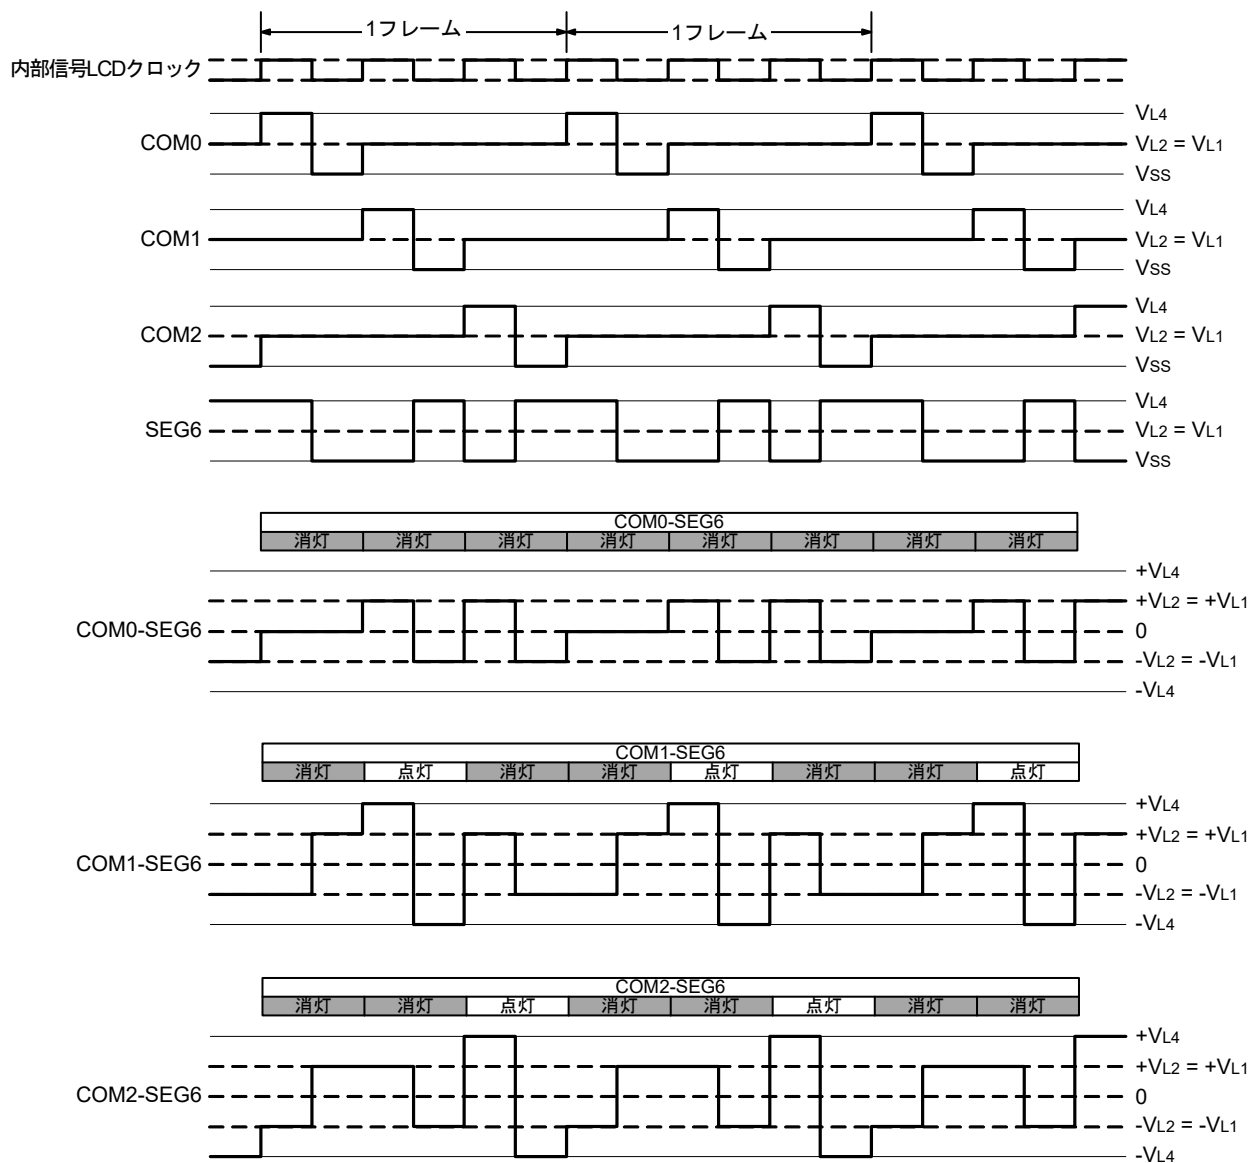 1フレーム 1フレーム
内部信号LCDクロック
VL4
COM0 VL2 = VL1
VSS
VL4
COM1 VL2 = VL1
VSS
VL4
COM2 VL2 = VL1
VSS
VL4
SEG6 VL2 = VL1
VSS
COM0-SEG6
消灯 消灯 消灯 消灯 消灯 消灯 消灯 消灯
+VL4
+VL2 = +VL1
COM0-SEG6 0
-VL2 = -VL1
-VL4
COM1-SEG6
消灯 点灯 消灯 消灯 点灯 消灯 消灯 点灯
+VL4
+VL2 = +VL1
COM1-SEG6 0
-VL2 = -VL1
-VL4
COM2-SEG6
消灯 消灯 点灯 消灯 消灯 点灯 消灯 消灯
+VL4
+VL2 = +VL1
COM2-SEG6 0
-VL2 = -VL1
-VL4